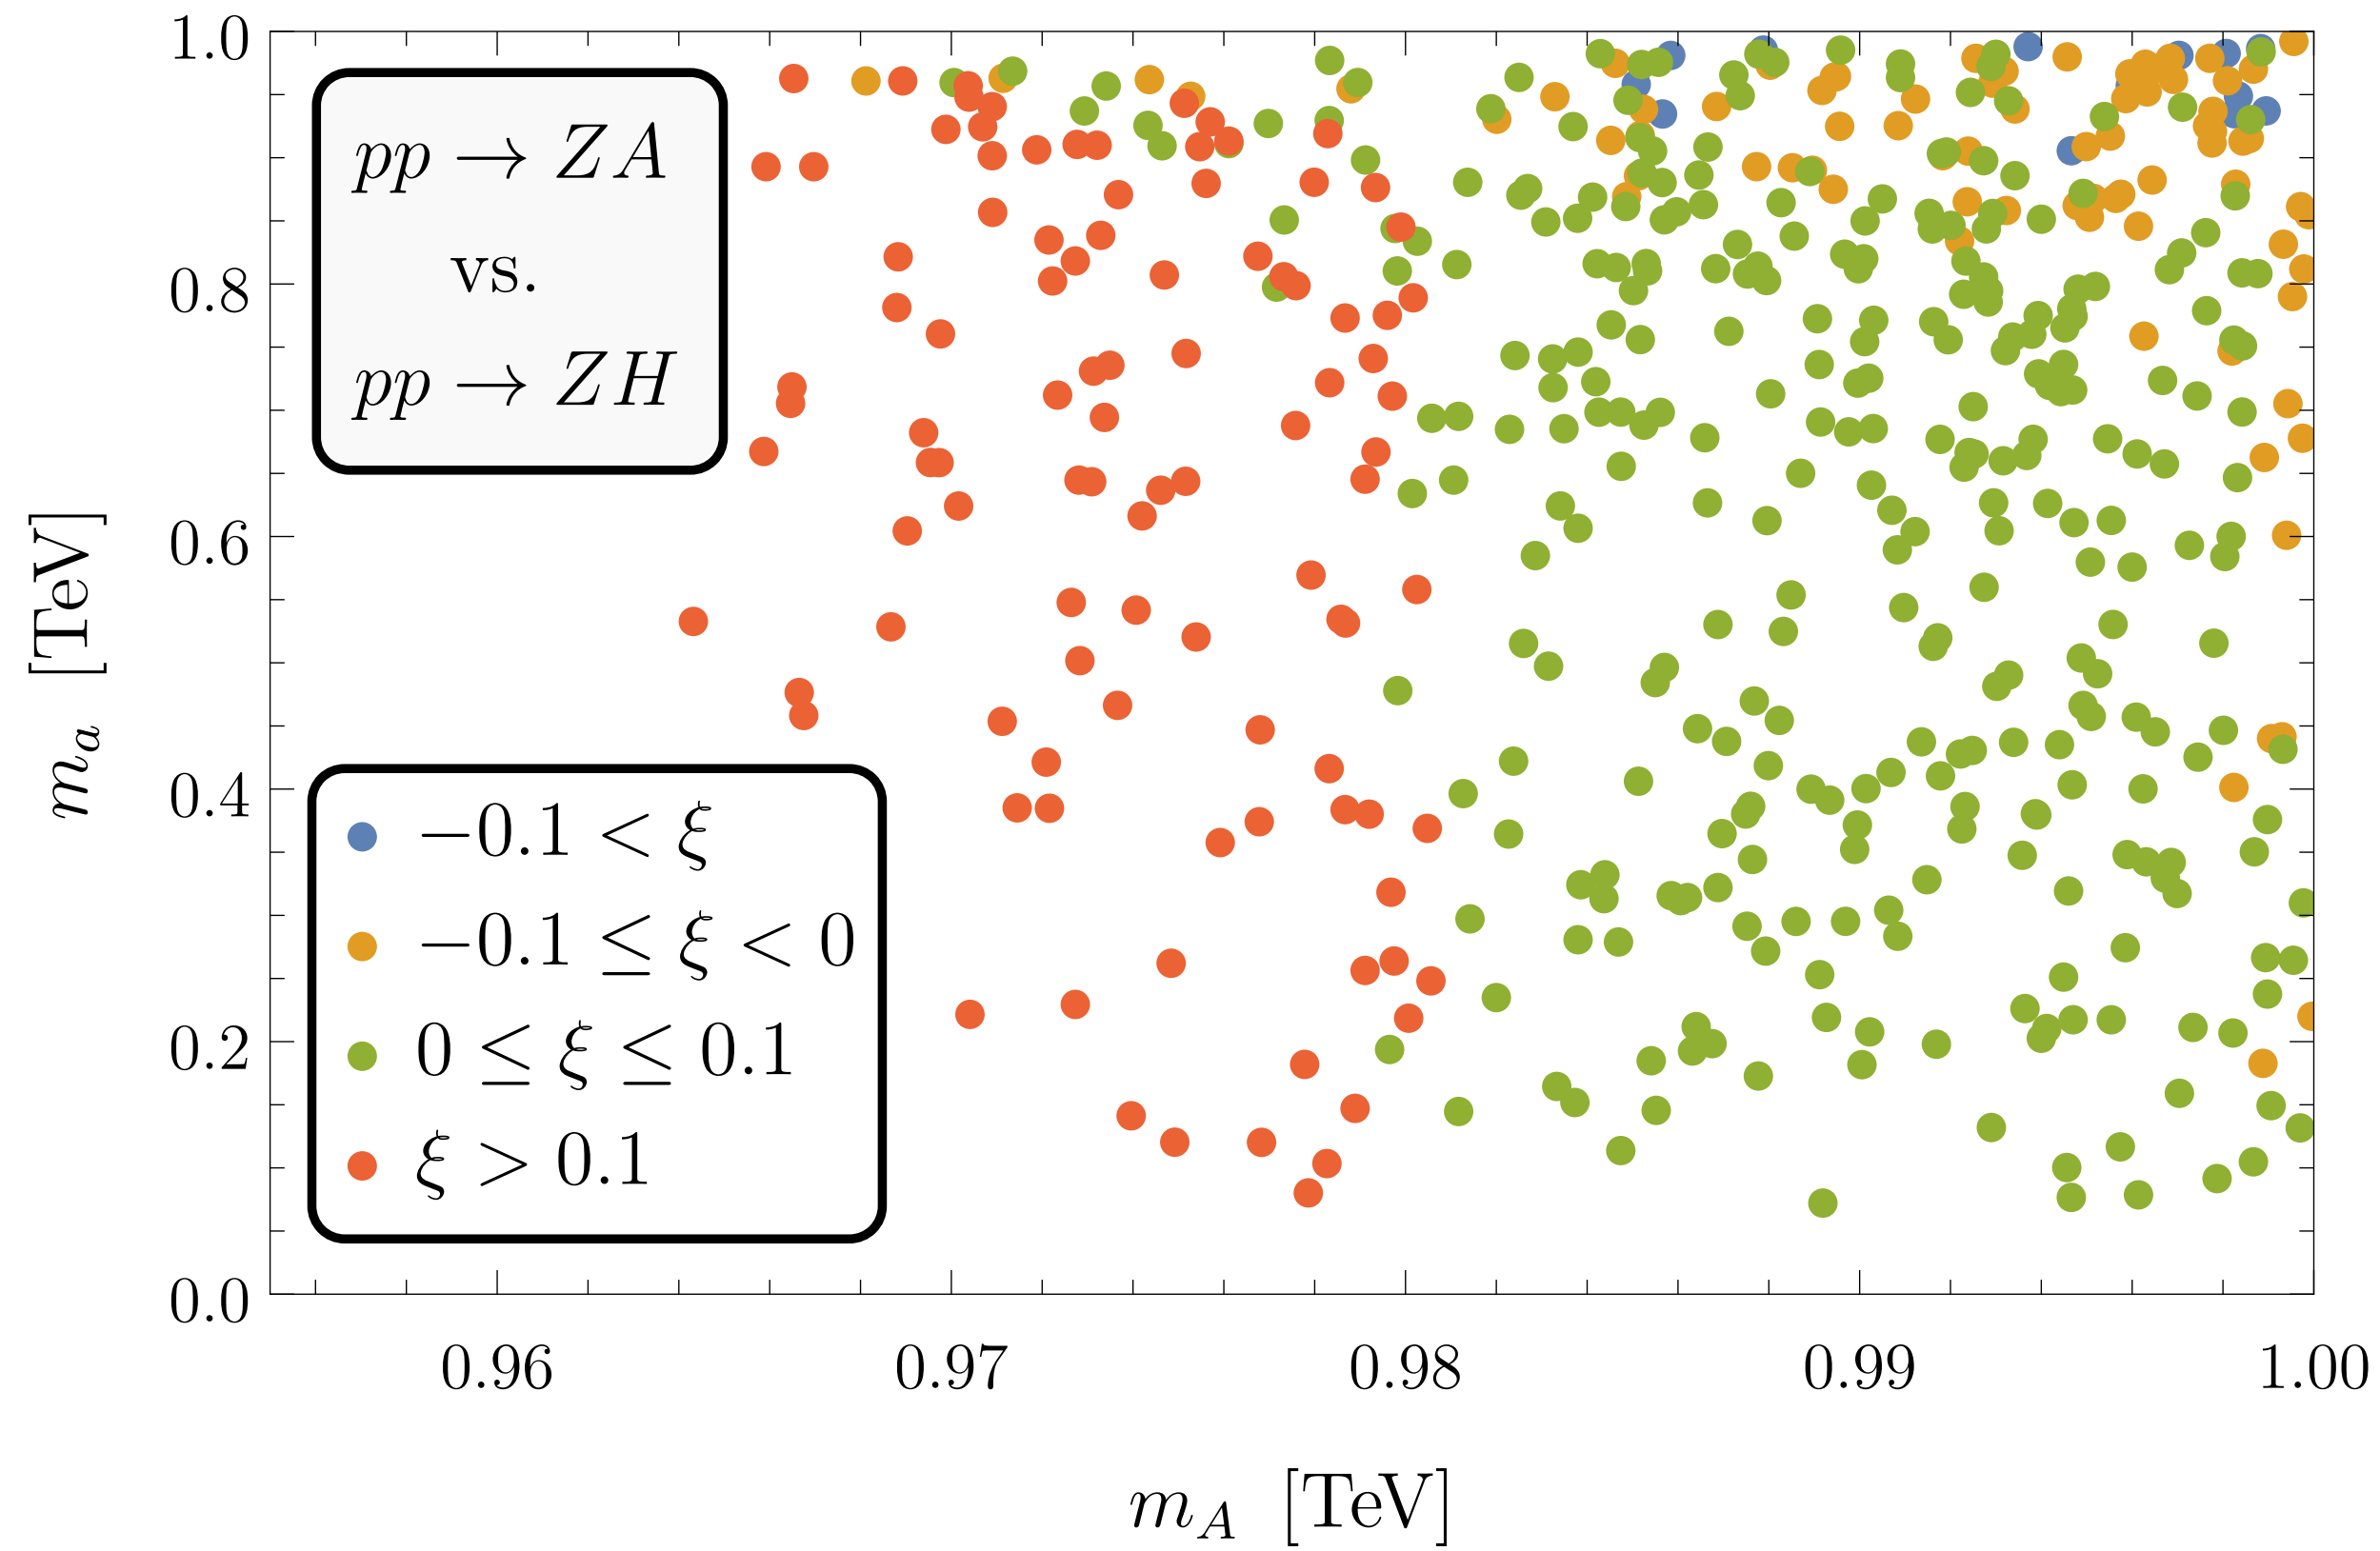 1.0
0.8
0.6
0.4
0.2
0.0
m_a [TeV]
pp → ZA
vs.
pp → ZH
−0.1 < ξ
−0.1 ≤ ξ < 0
0 ≤ ξ ≤ 0.1
ξ > 0.1
0.96 0.97 0.98 0.99 1.00
m_A [TeV]